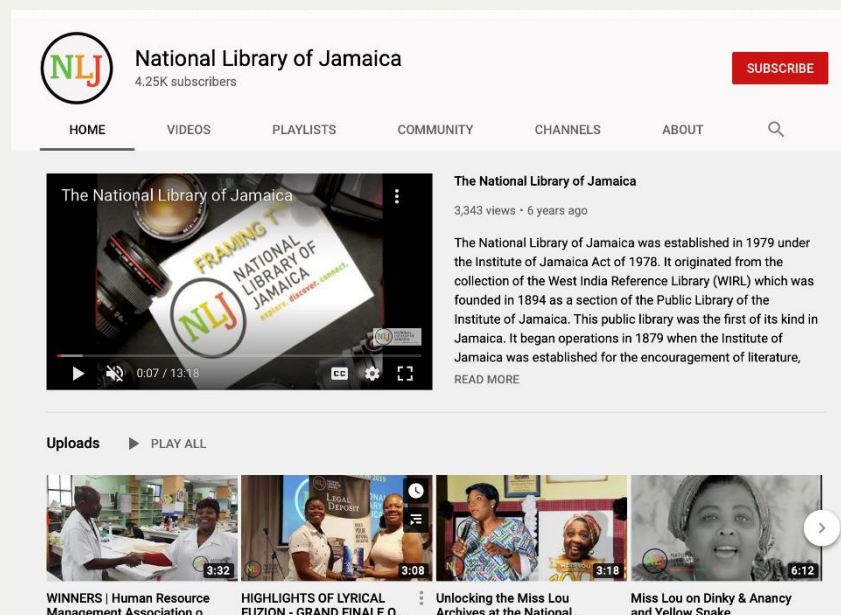 NLJ
National Library of Jamaica
4.25K subscribers
SUBSCRIBE
HOME VIDEOS PLAYLISTS COMMUNITY CHANNELS ABOUT
The National Library of Jamaica
FRAMING T
NATIONAL
LIBRARY OF
JAMAICA
explore. discover. connect.
NLJ
0:07 / 13:18
CC
The National Library of Jamaica
3,343 views • 6 years ago
The National Library of Jamaica was established in 1979 under
the Institute of Jamaica Act of 1978. It originated from the
collection of the West India Reference Library (WIRL) which was
founded in 1894 as a section of the Public Library of the
Institute of Jamaica. This public library was the first of its kind in
Jamaica. It began operations in 1879 when the Institute of
Jamaica was established for the encouragement of literature,
READ MORE
Uploads PLAY ALL
3:32
LEGAL
DEPOSIT
3:08
3:18
6:12
WINNERS | Human Resource
Management Association o
HIGHLIGHTS OF LYRICAL
FUZION - GRAND FINALE O
Unlocking the Miss Lou
Archives at the National
Miss Lou on Dinky & Anancy
and Yellow Snake